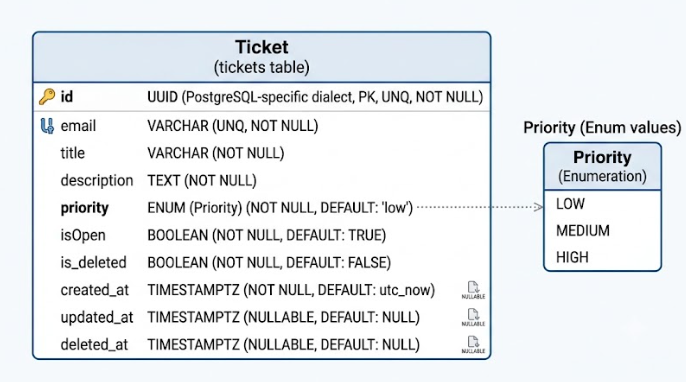 Ticket
(tickets table)
id UUID (PostgreSQL-specific dialect, PK, UNQ, NOT NULL)
email VARCHAR (UNQ, NOT NULL)
title VARCHAR (NOT NULL)
description TEXT (NOT NULL)
priority ENUM (Priority) (NOT NULL, DEFAULT: 'low')
isOpen BOOLEAN (NOT NULL, DEFAULT: TRUE)
is_deleted BOOLEAN (NOT NULL, DEFAULT: FALSE)
created_at TIMESTAMPTZ (NOT NULL, DEFAULT: utc_now) NULLABLE
updated_at TIMESTAMPTZ (NULLABLE, DEFAULT: NULL) NULLABLE
deleted_at TIMESTAMPTZ (NULLABLE, DEFAULT: NULL) NULLABLE
Priority (Enum values)
Priority
(Enumeration)
LOW
MEDIUM
HIGH